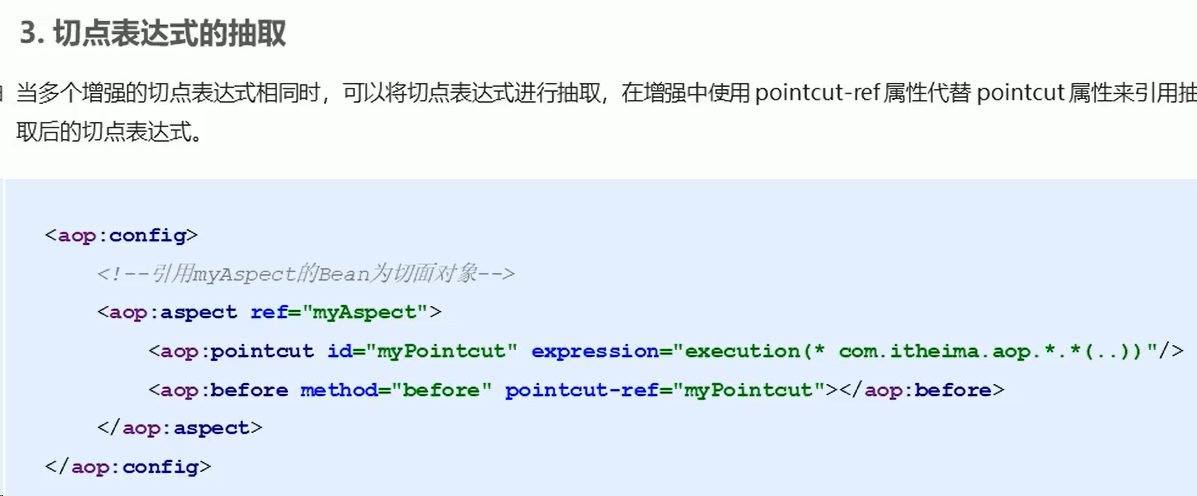 3. 切点表达式的抽取
当多个增强的切点表达式相同时，可以将切点表达式进行抽取，在增强中使用 pointcut-ref 属性代替 pointcut 属性来引用抽
取后的切点表达式。
<aop:config>
<!--引用myAspect的Bean为切面对象-->
<aop:aspect ref="myAspect">
<aop:pointcut id="myPointcut" expression="execution(* com.itheima.aop.*.*(..))"/>
<aop:before method="before" pointcut-ref="myPointcut"></aop:before>
</aop:aspect>
</aop:config>